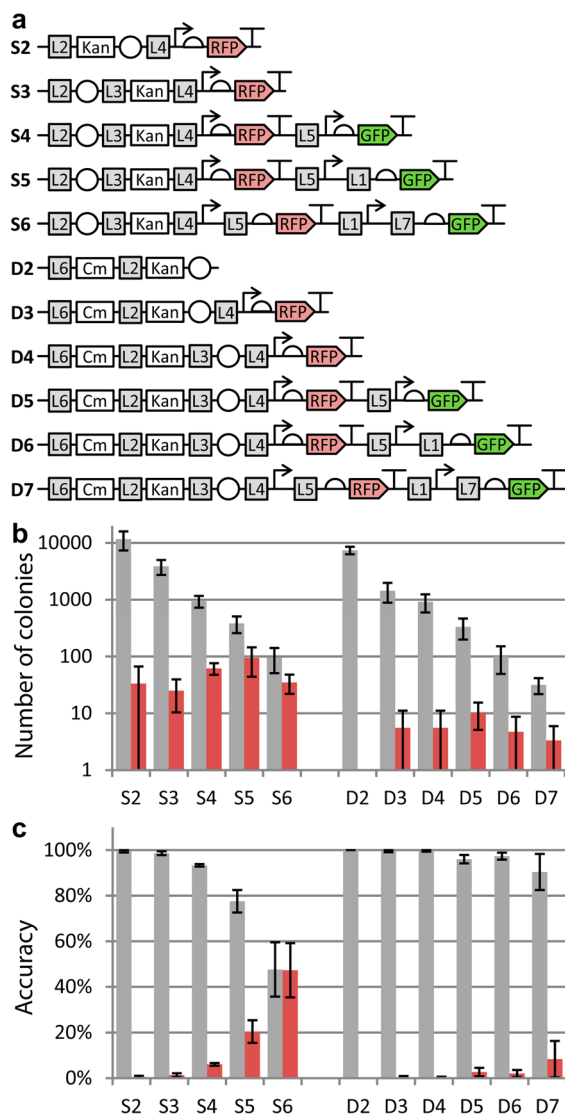 a
S2 L2 Kan L4 RFP
S3 L2 L3 Kan L4 RFP
S4 L2 L3 Kan L4 RFP L5 GFP
S5 L2 L3 Kan L4 RFP L5 L1 GFP
S6 L2 L3 Kan L4 L5 RFP L1 L7 GFP
D2 L6 Cm L2 Kan
D3 L6 Cm L2 Kan L4 RFP
D4 L6 Cm L2 Kan L3 L4 RFP
D5 L6 Cm L2 Kan L3 L4 RFP L5 GFP
D6 L6 Cm L2 Kan L3 L4 RFP L5 L1 GFP
D7 L6 Cm L2 Kan L3 L4 L5 RFP L1 L7 GFP
b
Number of colonies
10000
1000
100
10
1
S2 S3 S4 S5 S6 D2 D3 D4 D5 D6 D7
c
Accuracy
100%
80%
60%
40%
20%
0%
S2 S3 S4 S5 S6 D2 D3 D4 D5 D6 D7